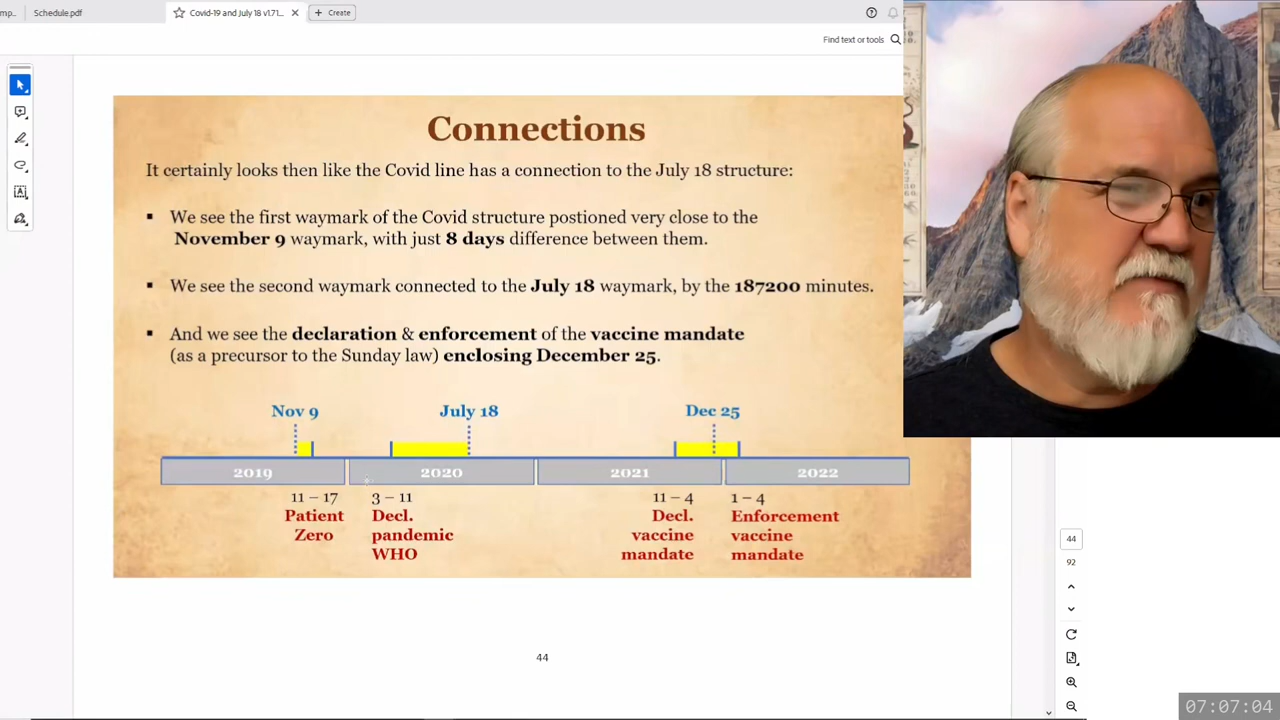 mp..
Schedule.pdf
Covid-19 and July 18 v1.71...
Create
Find text or tools
Connections
It certainly looks then like the Covid line has a connection to the July 18 structure:
▪ We see the first waymark of the Covid structure postioned very close to the
November 9 waymark, with just 8 days difference between them.
▪ We see the second waymark connected to the July 18 waymark, by the 187200 minutes.
▪ And we see the declaration & enforcement of the vaccine mandate
(as a precursor to the Sunday law) enclosing December 25.
Nov 9
July 18
Dec 25
2019
2020
2021
2022
11 – 17
Patient
Zero
3 – 11
Decl.
pandemic
WHO
11 – 4
Decl.
vaccine
mandate
1 – 4
Enforcement
vaccine
mandate
44
44
92
07:07:04